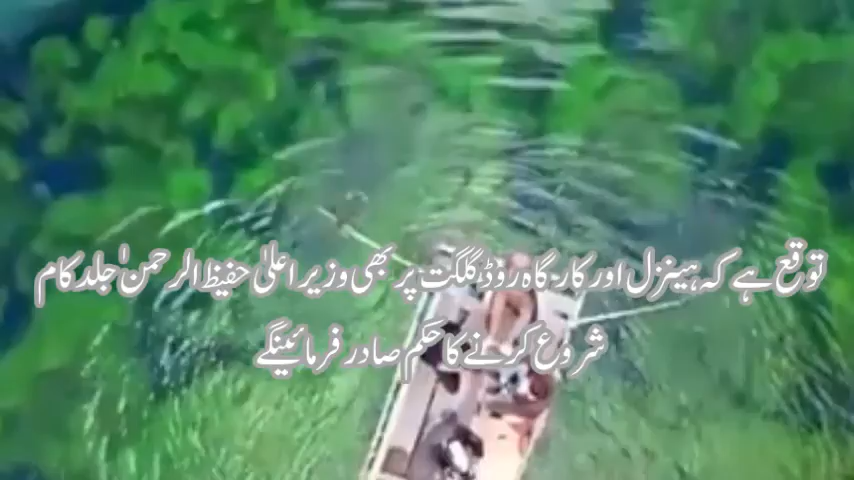 توقع ہے کہ ہینزل اور کارگاہ روڈ گلگت پر بھی وزیر اعلیٰ حفیظ الرحمنٰ جلد کام
شروع کرنے کا حکم صادر فرمائینگے